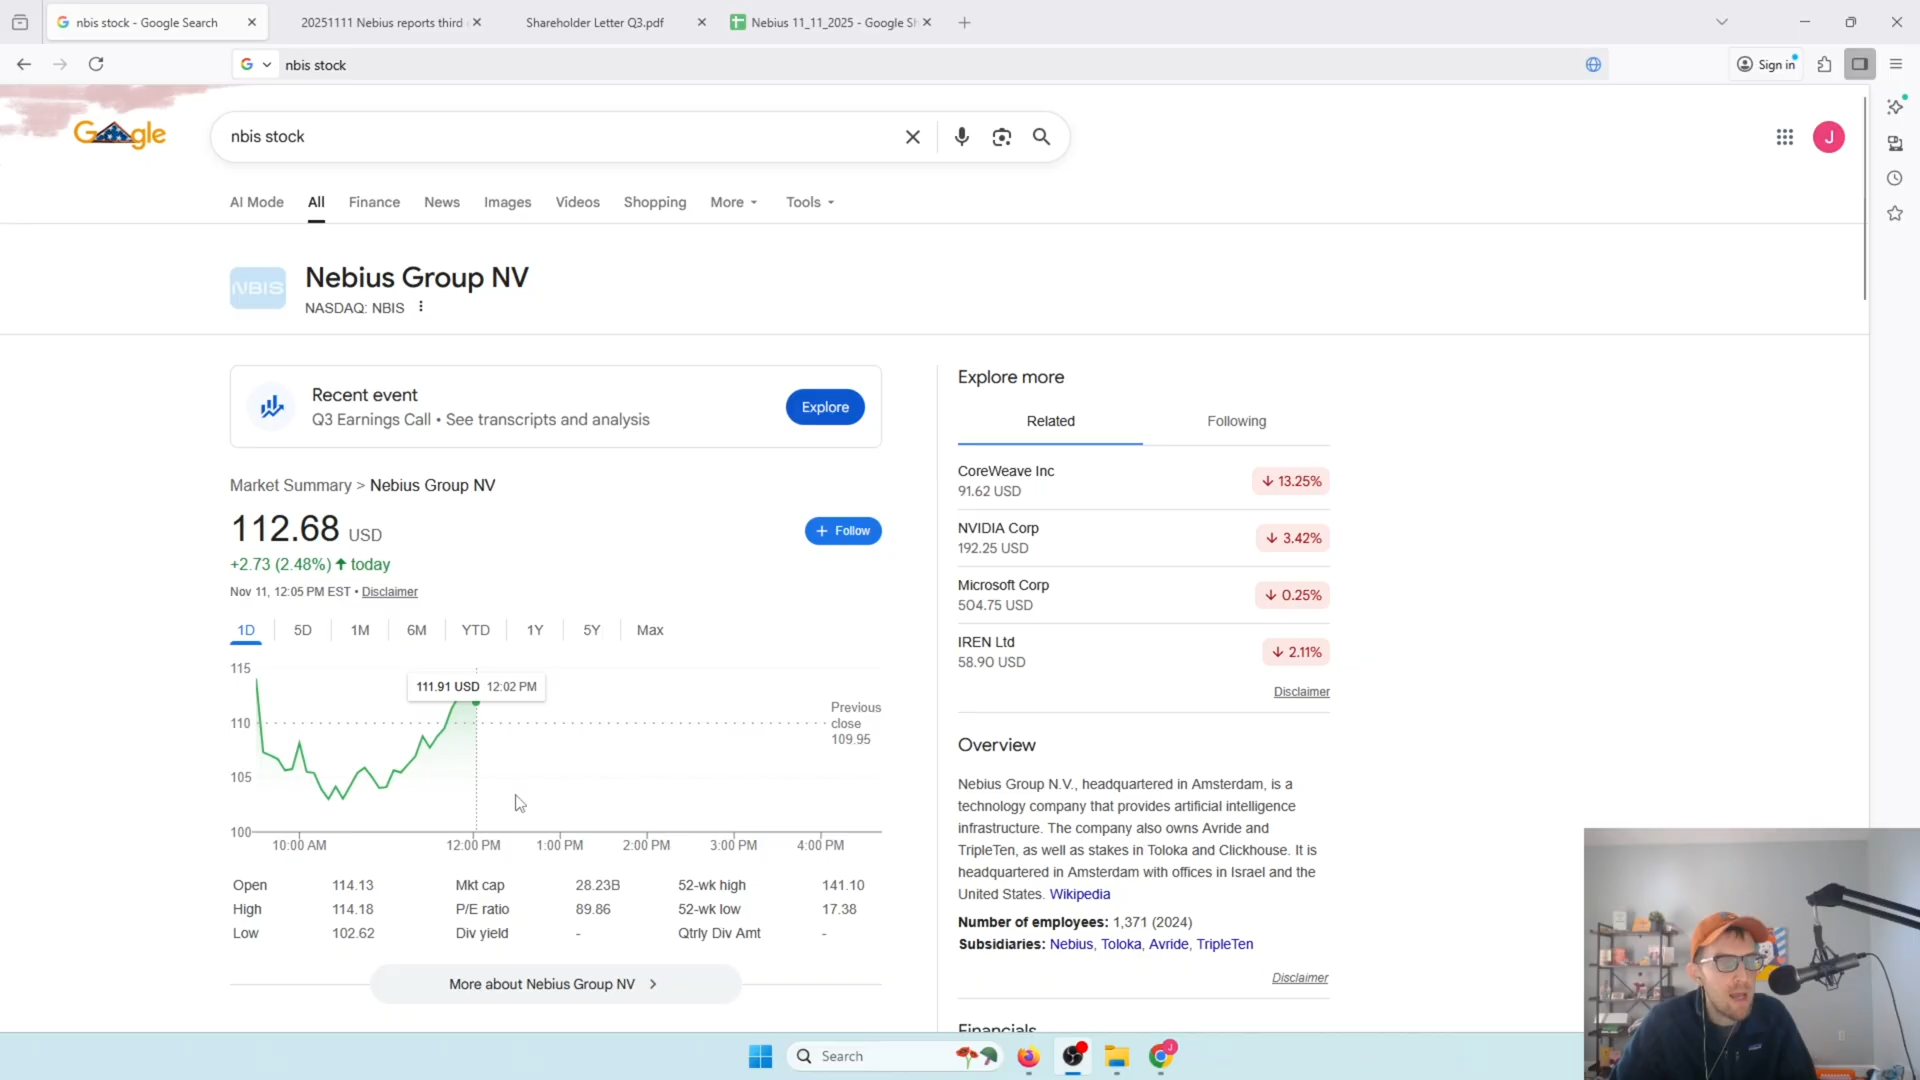 nbis stock - Google Search
20251111 Nebius reports third
Shareholder Letter Q3.pdf
Nebius 11_11_2025 - Google Sh
nbis stock
Sign in
Google
nbis stock
J
AI Mode
All
Finance
News
Images
Videos
Shopping
More
Tools
NBIS
Nebius Group NV
NASDAQ: NBIS
Recent event
Q3 Earnings Call • See transcripts and analysis
Explore
Market Summary > Nebius Group NV
112.68 USD
+ Follow
+2.73 (2.48%) ↑ today
Nov 11, 12:05 PM EST • Disclaimer
1D 5D 1M 6M YTD 1Y 5Y Max
115
110
105
100
111.91 USD 12:02 PM
Previous
close
109.95
10:00 AM 12:00 PM 1:00 PM 2:00 PM 3:00 PM 4:00 PM
Open 114.13 Mkt cap 28.23B 52-wk high 141.10
High 114.18 P/E ratio 89.86 52-wk low 17.38
Low 102.62 Div yield - Qtrly Div Amt -
More about Nebius Group NV
Explore more
Related Following
CoreWeave Inc
91.62 USD
↓ 13.25%
NVIDIA Corp
192.25 USD
↓ 3.42%
Microsoft Corp
504.75 USD
↓ 0.25%
IREN Ltd
58.90 USD
↓ 2.11%
Disclaimer
Overview
Nebius Group N.V., headquartered in Amsterdam, is a
technology company that provides artificial intelligence
infrastructure. The company also owns Avride and
TripleTen, as well as stakes in Toloka and Clickhouse. It is
headquartered in Amsterdam with offices in Israel and the
United States. Wikipedia
Number of employees: 1,371 (2024)
Subsidiaries: Nebius, Toloka, Avride, TripleTen
Disclaimer
Financials
Search